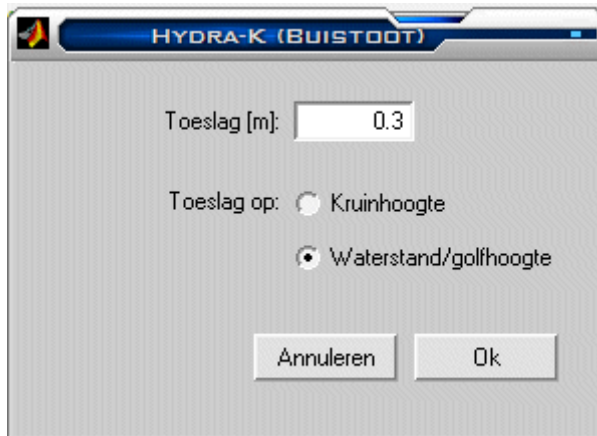 HYDRA-K (BUISTOOT)
Toeslag [m]: 0.3
Toeslag op: Kruinhoogte
Waterstand/golfhoogte
Annuleren Ok